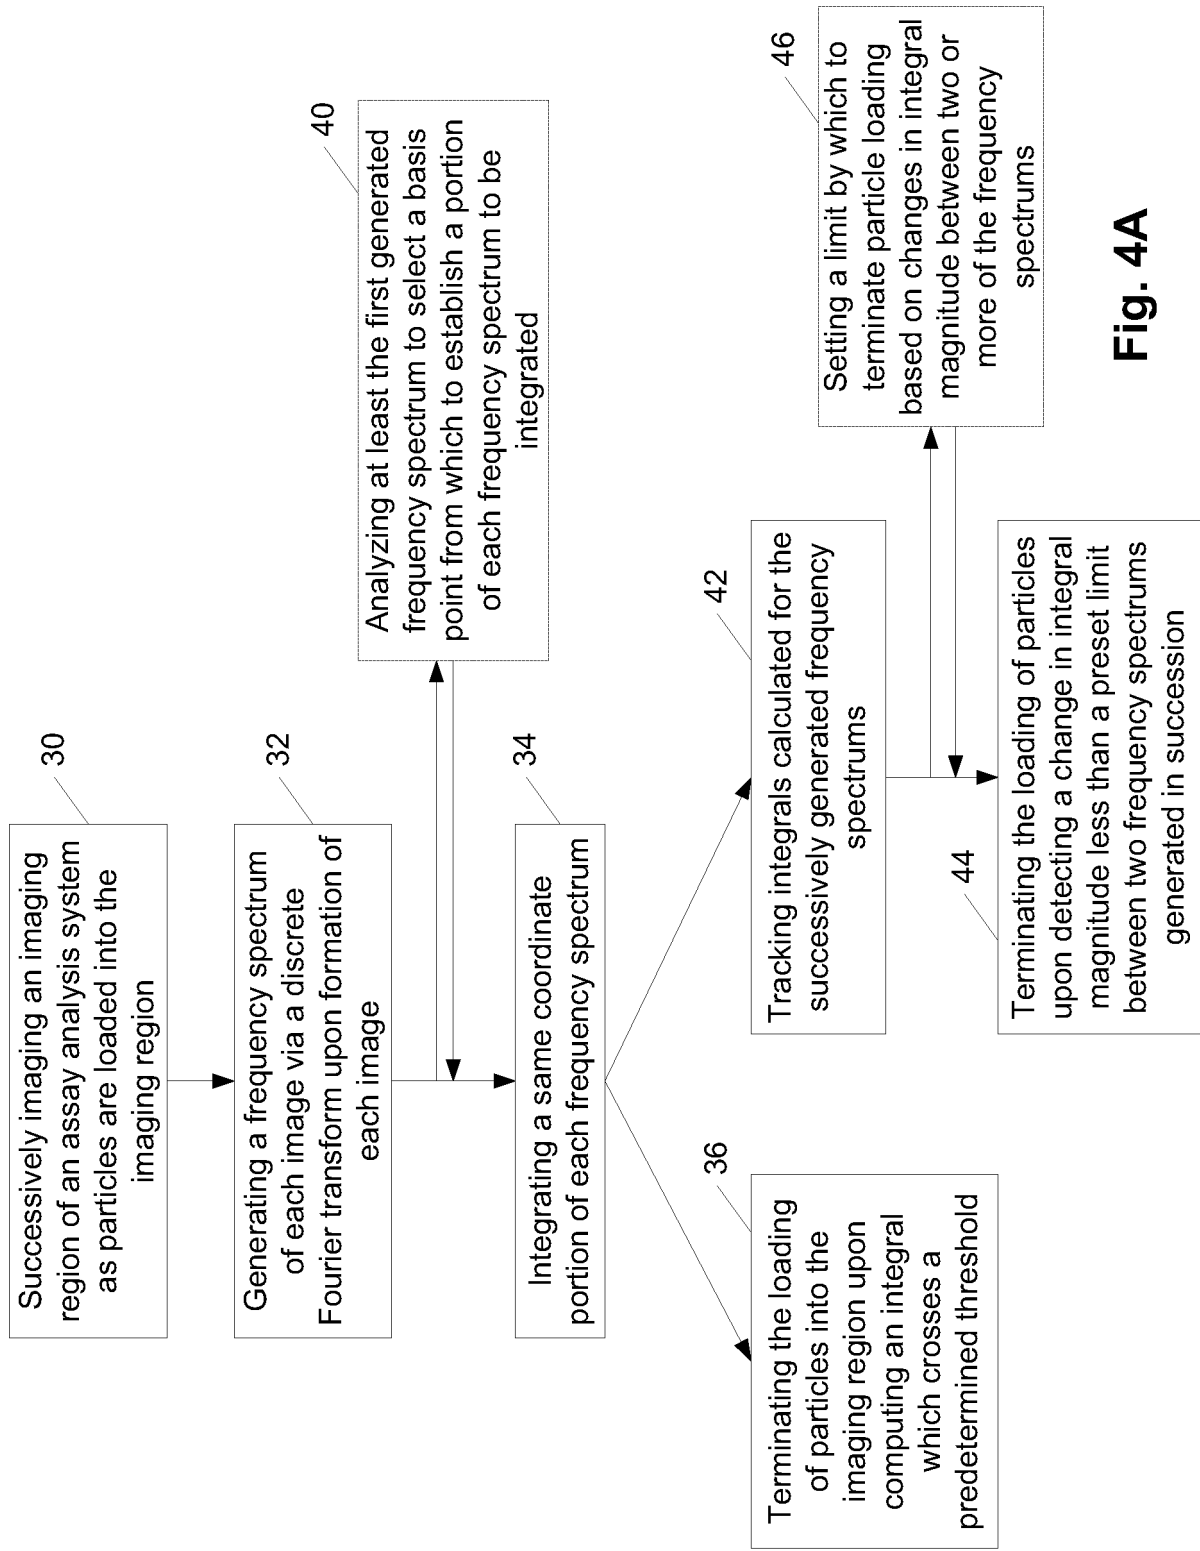 30
Successively imaging an imaging
region of an assay analysis system
as particles are loaded into the
imaging region
32
Generating a frequency spectrum
of each image via a discrete
Fourier transform upon formation of
each image
40
Analyzing at least the first generated
frequency spectrum to select a basis
point from which to establish a portion
of each frequency spectrum to be
integrated
34
Integrating a same coordinate
portion of each frequency spectrum
36
Terminating the loading
of particles into the
imaging region upon
computing an integral
which crosses a
predetermined threshold
42
Tracking integrals calculated for the
successively generated frequency
spectrums
46
Setting a limit by which to
terminate particle loading
based on changes in integral
magnitude between two or
more of the frequency
spectrums
44
Terminating the loading of particles
upon detecting a change in integral
magnitude less than a preset limit
between two frequency spectrums
generated in succession
Fig. 4A